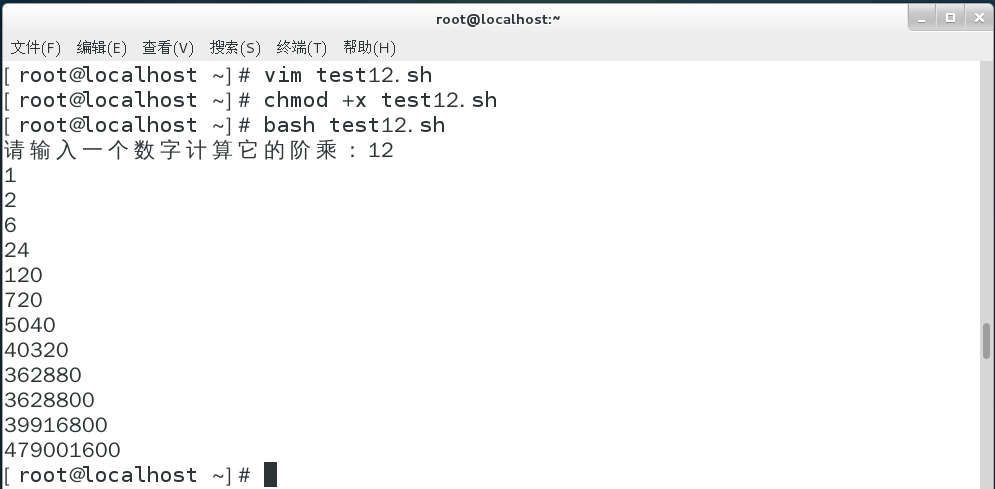 root@localhost:~
文件(F) 编辑(E) 查看(V) 搜索(S) 终端(T) 帮助(H)
[root@localhost ~]# vim test12.sh
[root@localhost ~]# chmod +x test12.sh
[root@localhost ~]# bash test12.sh
请输入一个数字计算它的阶乘：12
1
2
6
24
120
720
5040
40320
362880
3628800
39916800
479001600
[root@localhost ~]#